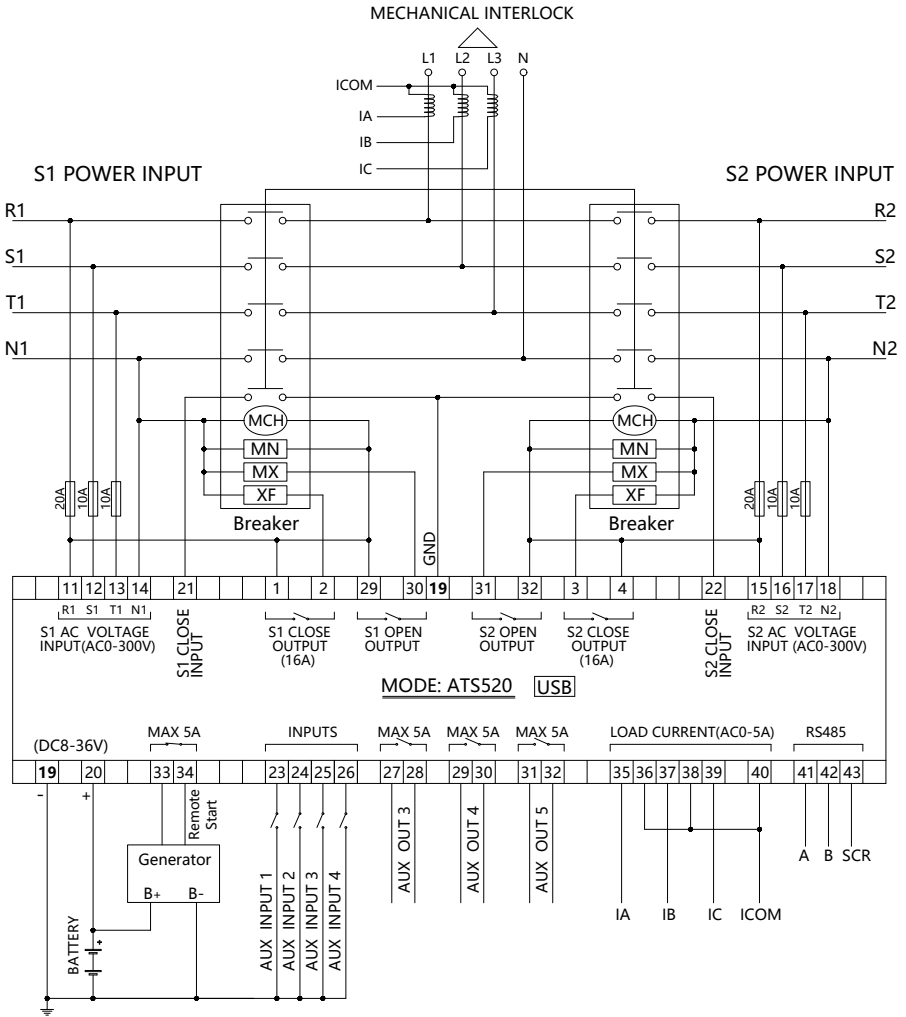 MECHANICAL INTERLOCK
L1 L2 L3 N
ICOM
IA
IB
IC
S1 POWER INPUT S2 POWER INPUT
R1 R2
S1 S2
T1 T2
N1 N2
MCH MCH
MN MN
MX MX
XF XF
20A 10A 10A 20A 10A 10A
Breaker Breaker
GND
11 12 13 14 21 1 2 29 30 19 31 32 3 4 22 15 16 17 18
R1 S1 T1 N1 R2 S2 T2 N2
S1 AC VOLTAGE
INPUT(AC0-300V)
S1 CLOSE
INPUT
S1 CLOSE
OUTPUT
(16A)
S1 OPEN
OUTPUT
S2 OPEN
OUTPUT
S2 CLOSE
OUTPUT
(16A)
S2 CLOSE
INPUT
S2 AC VOLTAGE
INPUT (AC0-300V)
MODE: ATS520 USB
(DC8-36V) MAX 5A INPUTS MAX 5A MAX 5A MAX 5A LOAD CURRENT(AC0-5A) RS485
19 20 33 34 23 24 25 26 27 28 29 30 31 32 35 36 37 38 39 40 41 42 43
- +
Remote
Start
Generator
B+ B-
BATTERY
+
AUX INPUT 1
AUX INPUT 2
AUX INPUT 3
AUX INPUT 4
AUX OUT 3
AUX OUT 4
AUX OUT 5
A B SCR
IA IB IC ICOM